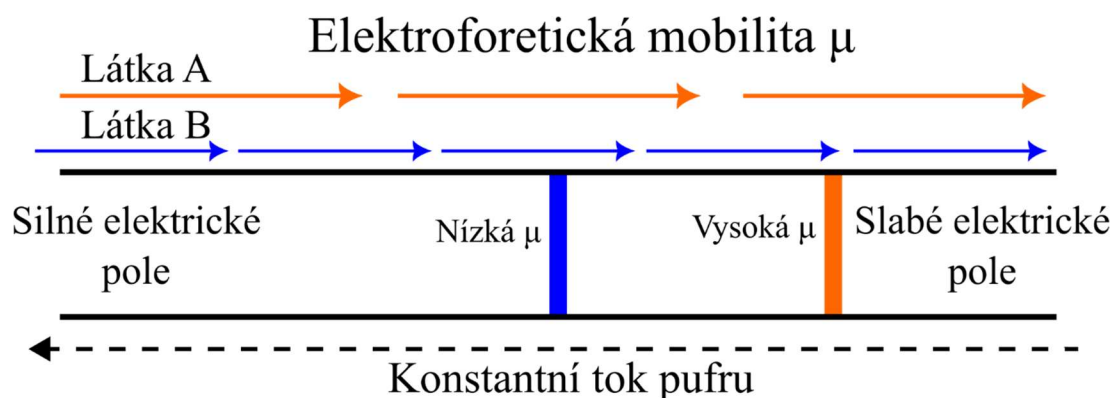 Elektroforetická mobilita μ
Látka A
Látka B
Silné elektrické
pole
Nízká μ
Vysoká μ
Slabé elektrické
pole
Konstantní tok pufru